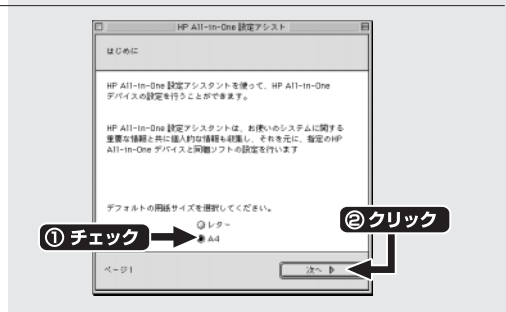 HP All-in-One 設定アシスト
はじめに
HP All-in-One 設定アシスタントを使って、HP All-in-One
デバイスの設定を行うことができます。
HP All-in-One 設定アシスタントは、お使いのシステムに関する
重要な情報と共に個人的な情報も収集し、それを元に、指定のHP
All-in-One デバイスと同梱ソフトの設定を行います
デフォルトの用紙サイズを選択してください。
レター
① チェック
A4
② クリック
ページ1
次へ